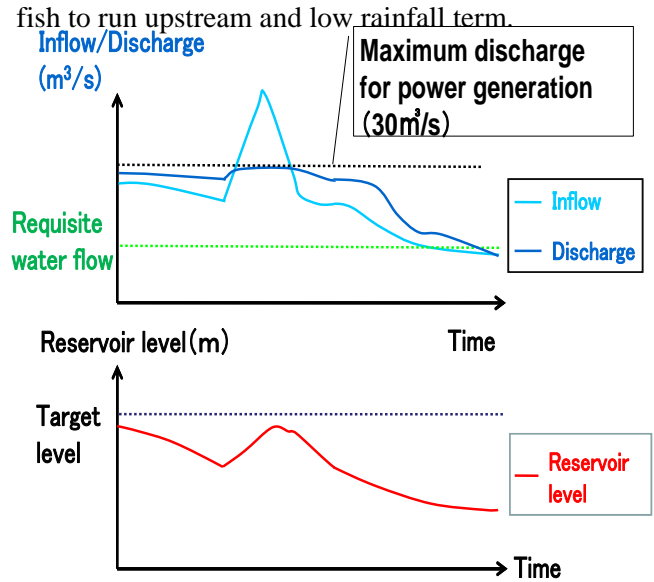 fish to run upstream and low rainfall term.
Inflow/Discharge
(m³/s)
Maximum discharge
for power generation
(30㎥/s)
Inflow
Discharge
Requisite
water flow
Reservoir level(m)
Time
Target
level
Reservoir
level
Time